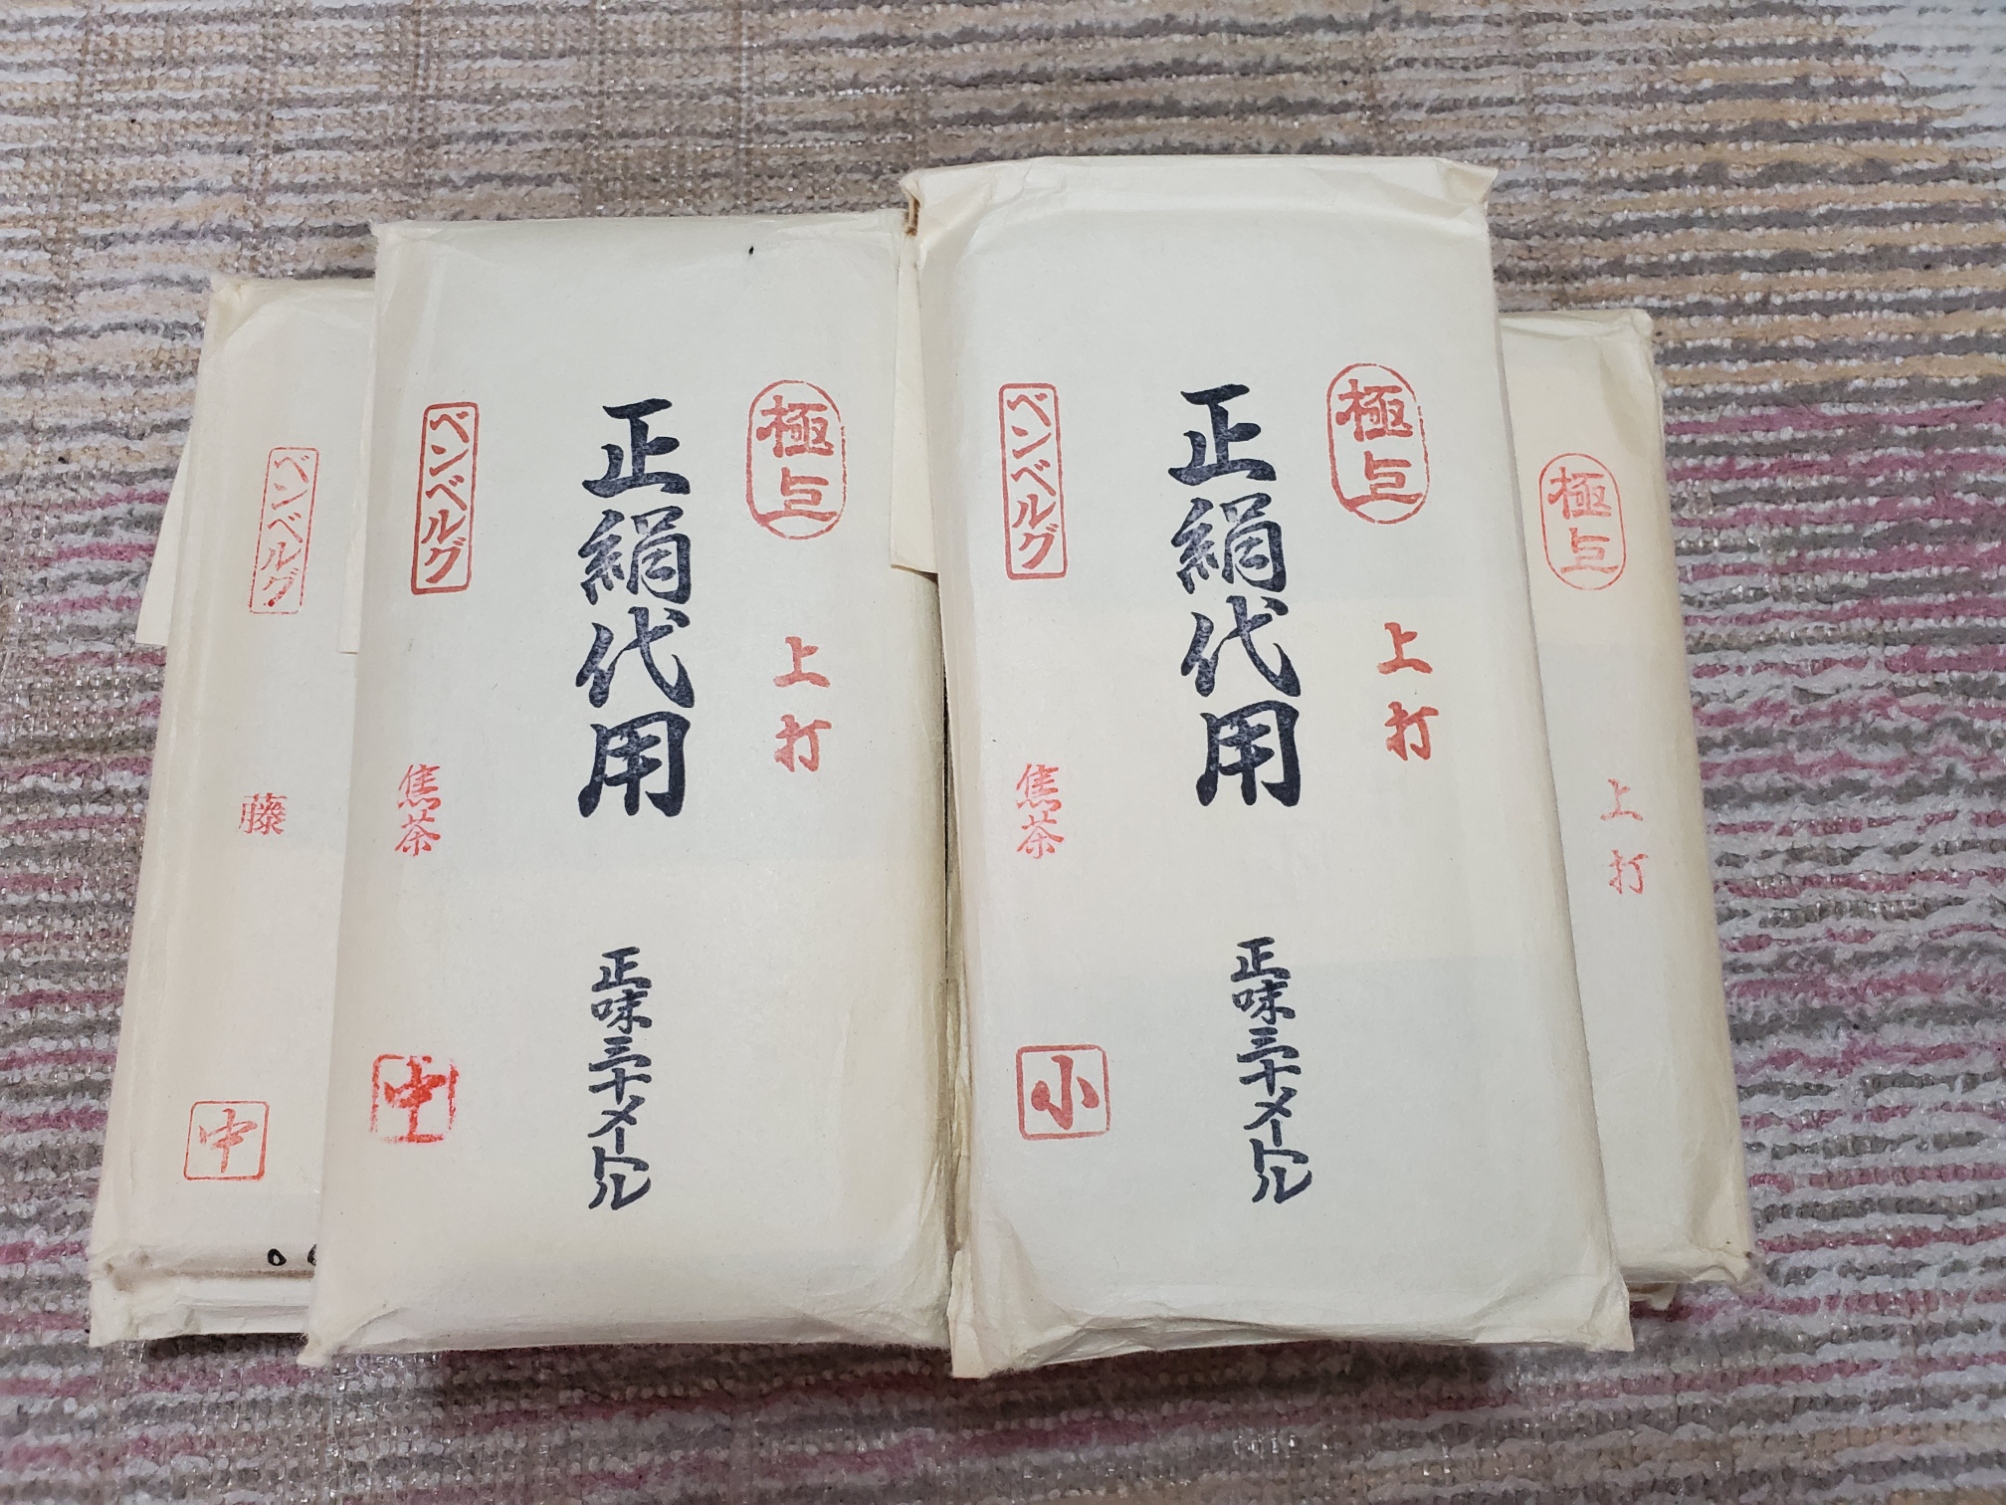 極上
上打
極上
上打
正絹代用
正味三十メートル
ベンベルグ
焦茶
小
極上
上打
正絹代用
正味三十メートル
ベンベルグ
焦茶
中
ベンベルグ
藤
中